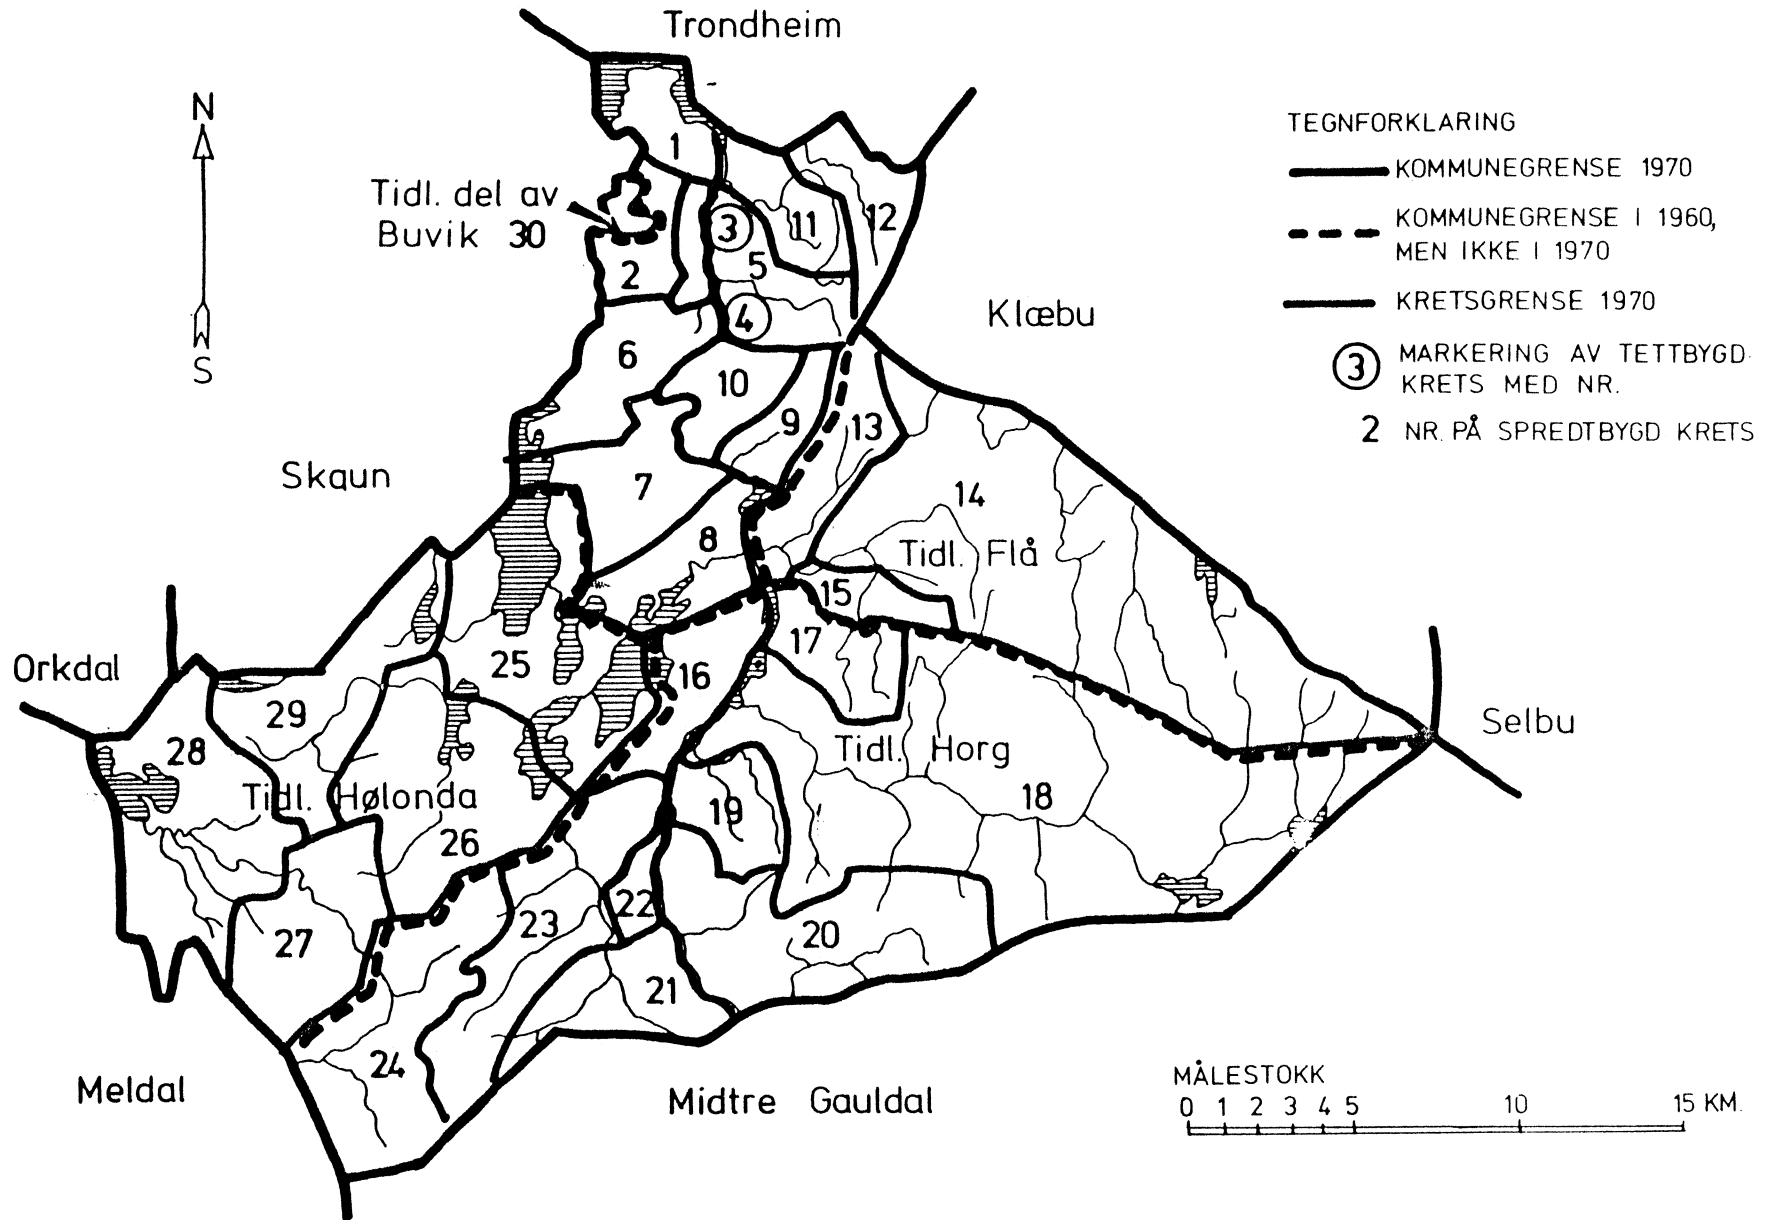 Trondheim
N
S
TEGNFORKLARING
KOMMUNEGRENSE 1970
KOMMUNEGRENSE I 1960,
MEN IKKE I 1970
KRETSGRENSE 1970
3 MARKERING AV TETTBYGD
KRETS MED NR.
2 NR. PÅ SPREDTBYGD KRETS
1
Tidl. del av
Buvik 30
3
11
12
2
5
4
Klæbu
6
10
9
13
Skaun
7
14
8
Tidl. Flå
15
17
Orkdal
25
16
29
28
Selbu
Tidl. Horg
Tidl. Hølonda
19
18
26
22
23
27
20
21
24
Meldal
Midtre Gauldal
MÅLESTOKK
0 1 2 3 4 5 10 15 KM.